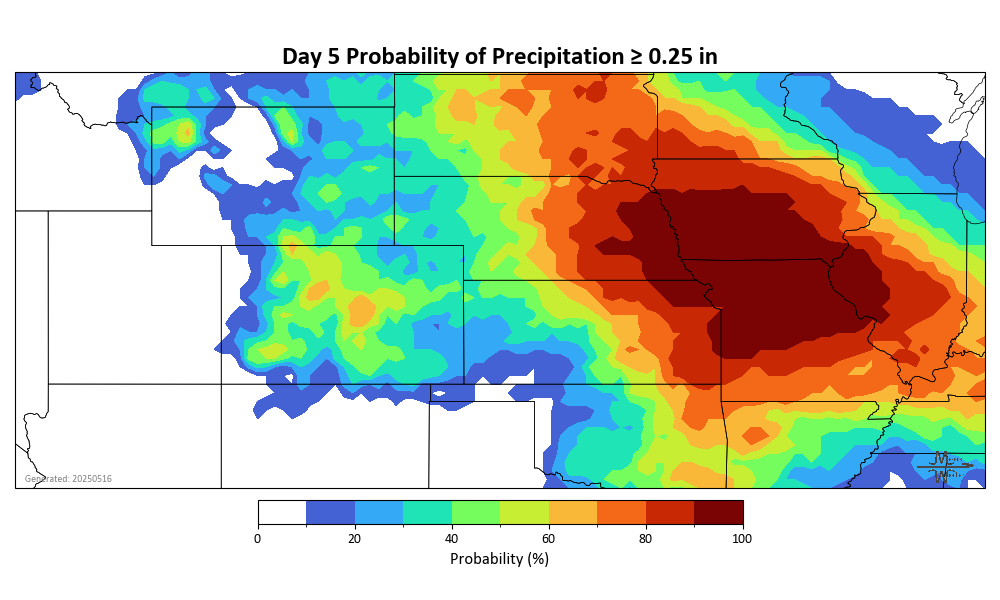 Day 5 Probability of Precipitation ≥ 0.25 in
Generated: 20250516
0 20 40 60 80 100
Probability (%)